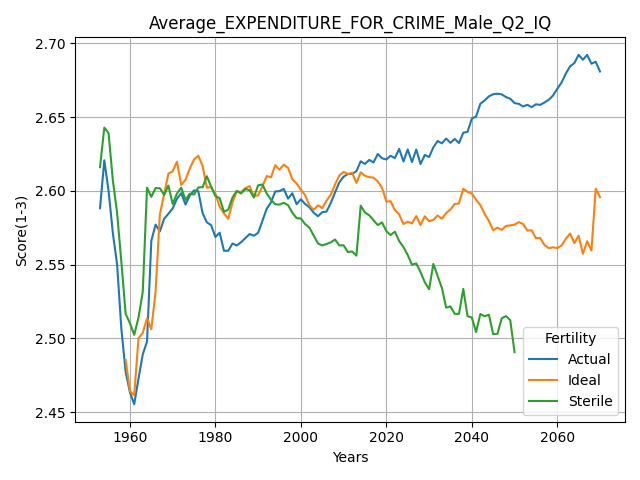 Average_EXPENDITURE_FOR_CRIME_Male_Q2_IQ
Score(1-3)
2.70
2.65
2.60
2.55
2.50
2.45
1960 1980 2000 2020 2040 2060
Years
Fertility
Actual
Ideal
Sterile